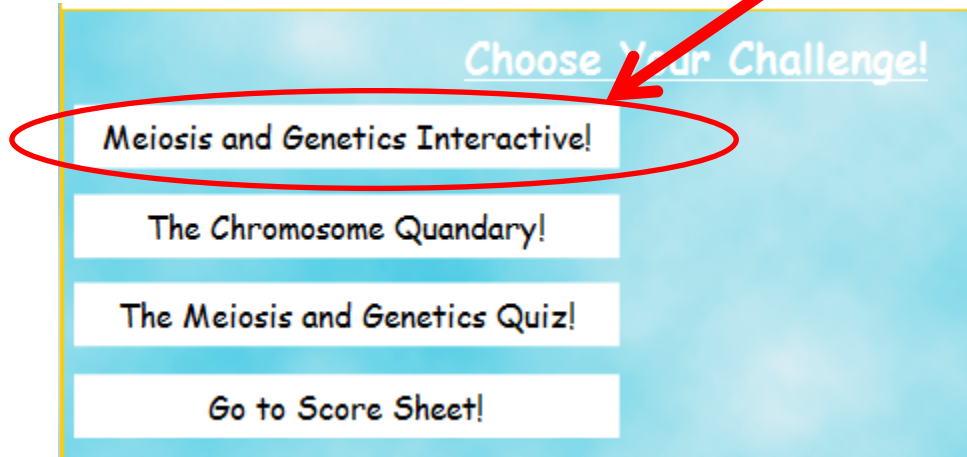 Choose Your Challenge!
Meiosis and Genetics Interactive!
The Chromosome Quandary!
The Meiosis and Genetics Quiz!
Go to Score Sheet!